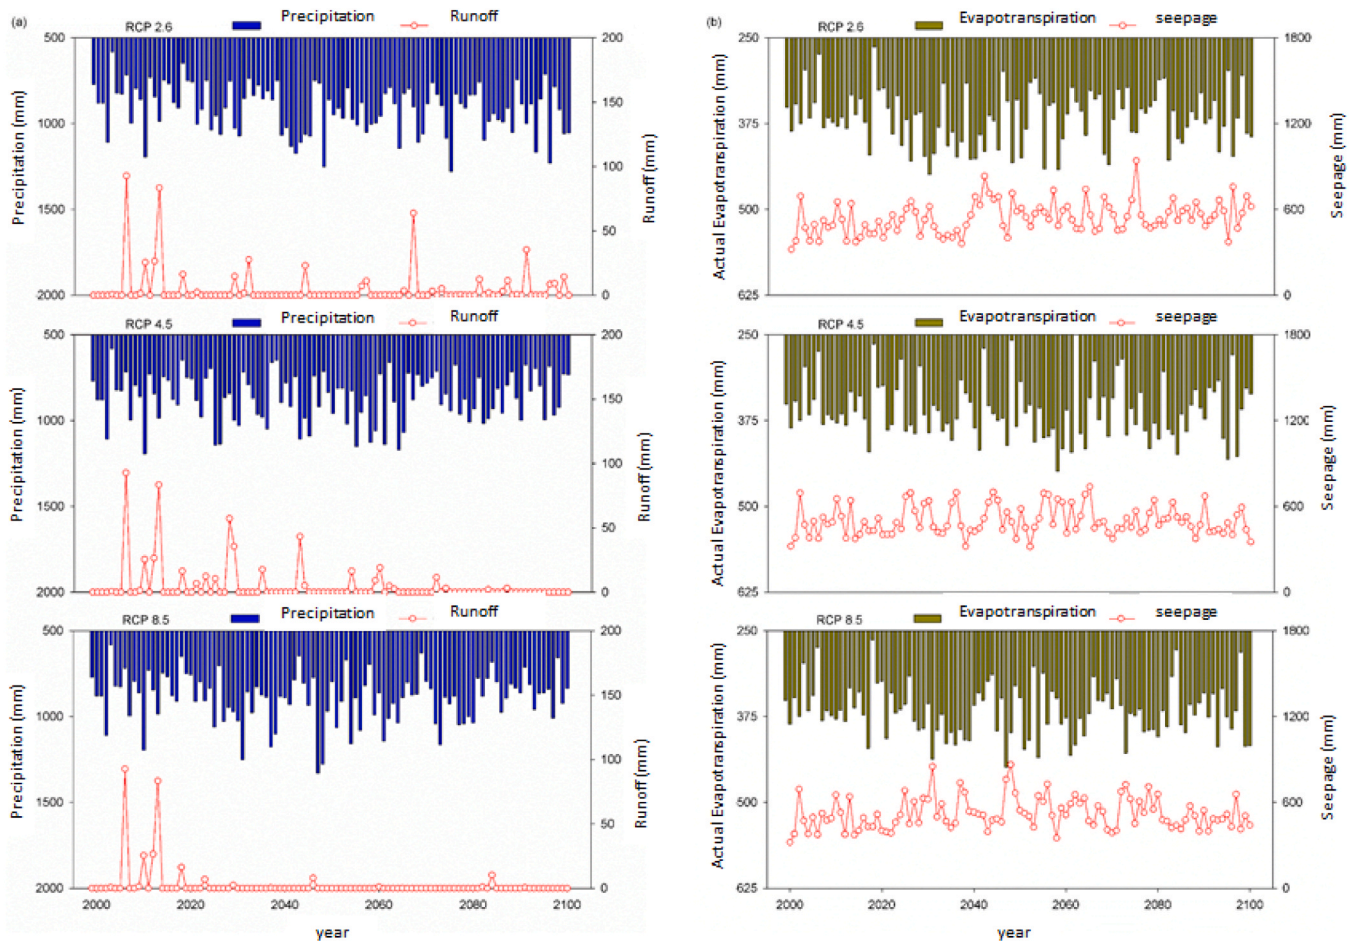 (a) RCP 2.6 Precipitation Runoff
500 1000 1500 2000
Precipitation (mm)
200 150 100 50 0
Runoff (mm)
(b) RCP 2.6 Evapotranspiration seepage
250 375 500 625
Actual Evapotranspiration (mm)
1800 1200 600 0
Seepage (mm)
RCP 4.5 Precipitation Runoff
500 1000 1500 2000
Precipitation (mm)
200 150 100 50 0
Runoff (mm)
RCP 4.5 Evapotranspiration seepage
250 375 500 625
Actual Evapotranspiration (mm)
1800 1200 600 0
Seepage (mm)
RCP 8.5 Precipitation Runoff
500 1000 1500 2000
Precipitation (mm)
200 150 100 50 0
Runoff (mm)
2000 2020 2040 2060 2080 2100
year
RCP 8.5 Evapotranspiration seepage
250 375 500 625
Actual Evapotranspiration (mm)
1800 1200 600 0
Seepage (mm)
2000 2020 2040 2060 2080 2100
year